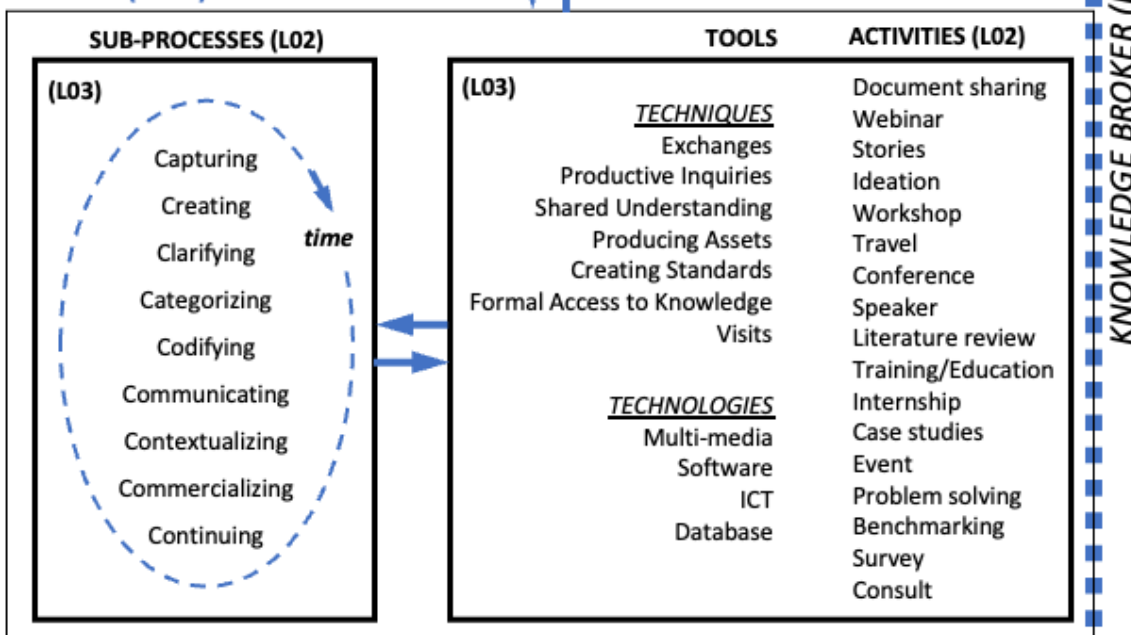 SUB-PROCESSES (L02)
(L03)
Capturing
Creating
Clarifying
Categorizing
Codifying
Communicating
Contextualizing
Commercializing
Continuing
time
TOOLS
ACTIVITIES (L02)
(L03)
TECHNIQUES
Exchanges
Productive Inquiries
Shared Understanding
Producing Assets
Creating Standards
Formal Access to Knowledge
Visits
TECHNOLOGIES
Multi-media
Software
ICT
Database
Document sharing
Webinar
Stories
Ideation
Workshop
Travel
Conference
Speaker
Literature review
Training/Education
Internship
Case studies
Event
Problem solving
Benchmarking
Survey
Consult
KNOWLEDGE BROKER